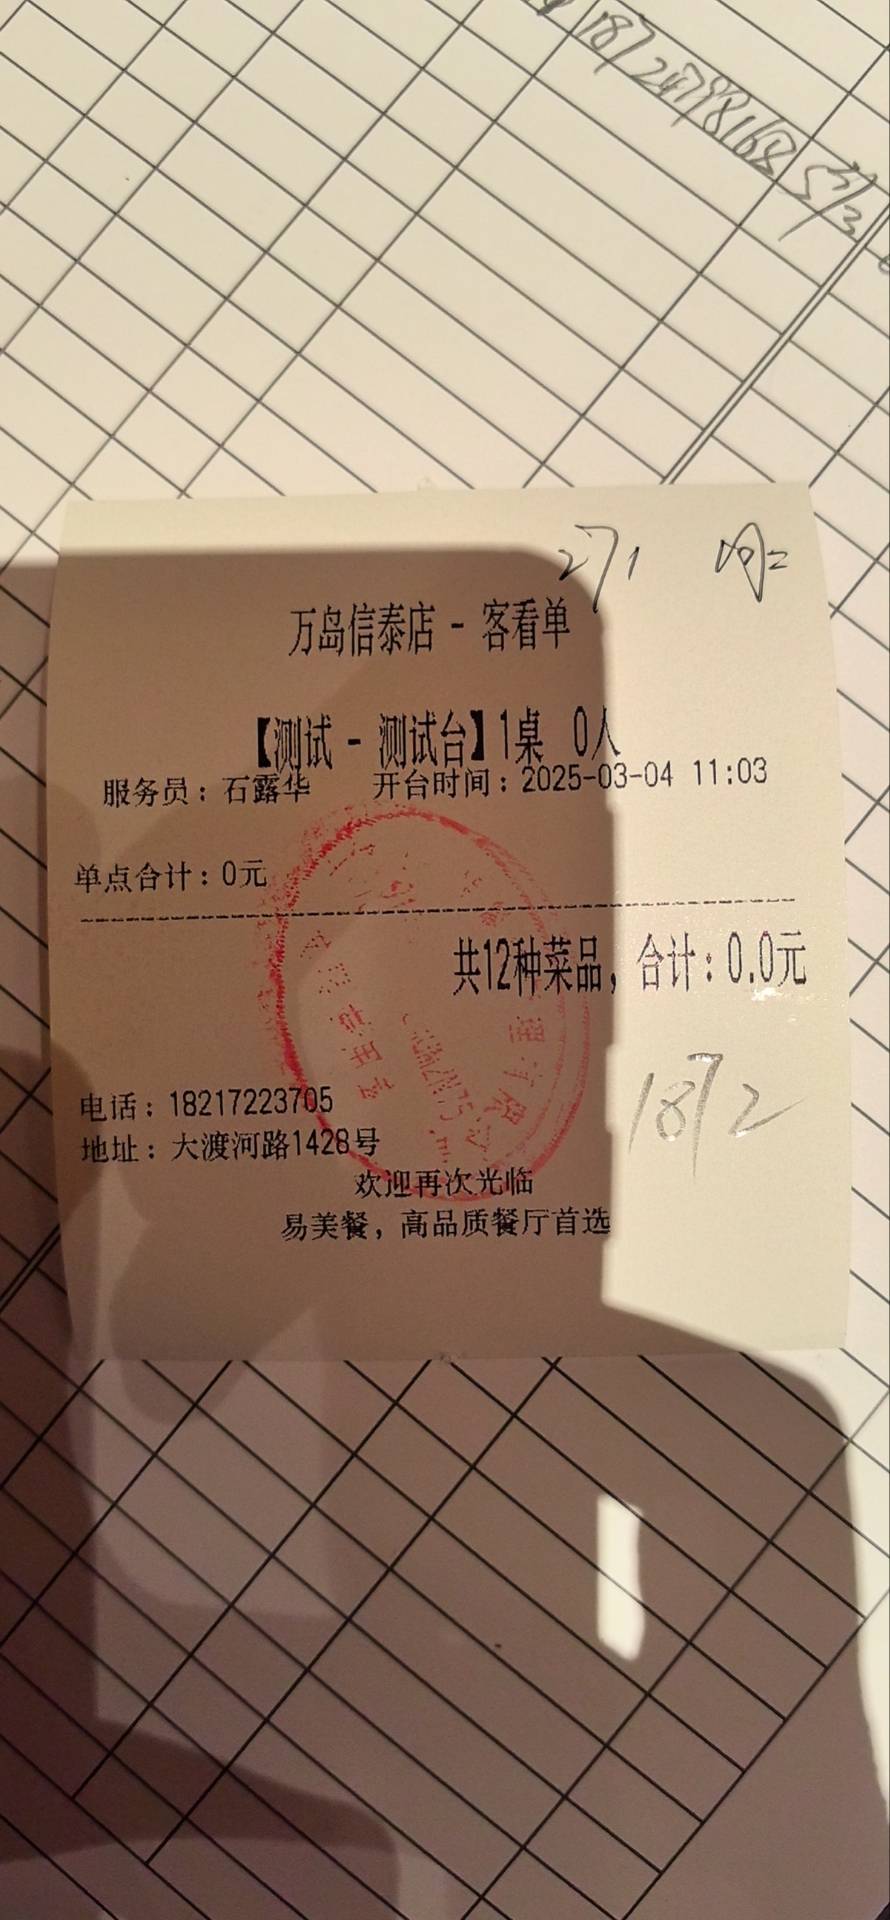 18724798168
271
万岛信泰店 - 客看单
【测试 - 测试台】1桌 0人
服务员：石露华 开台时间：2025-03-04 11:03
单点合计：0元
共12种菜品，合计：0.0元
1872
电话：18217223705
地址：大渡河路1428号
欢迎再次光临
易美餐，高品质餐厅首选